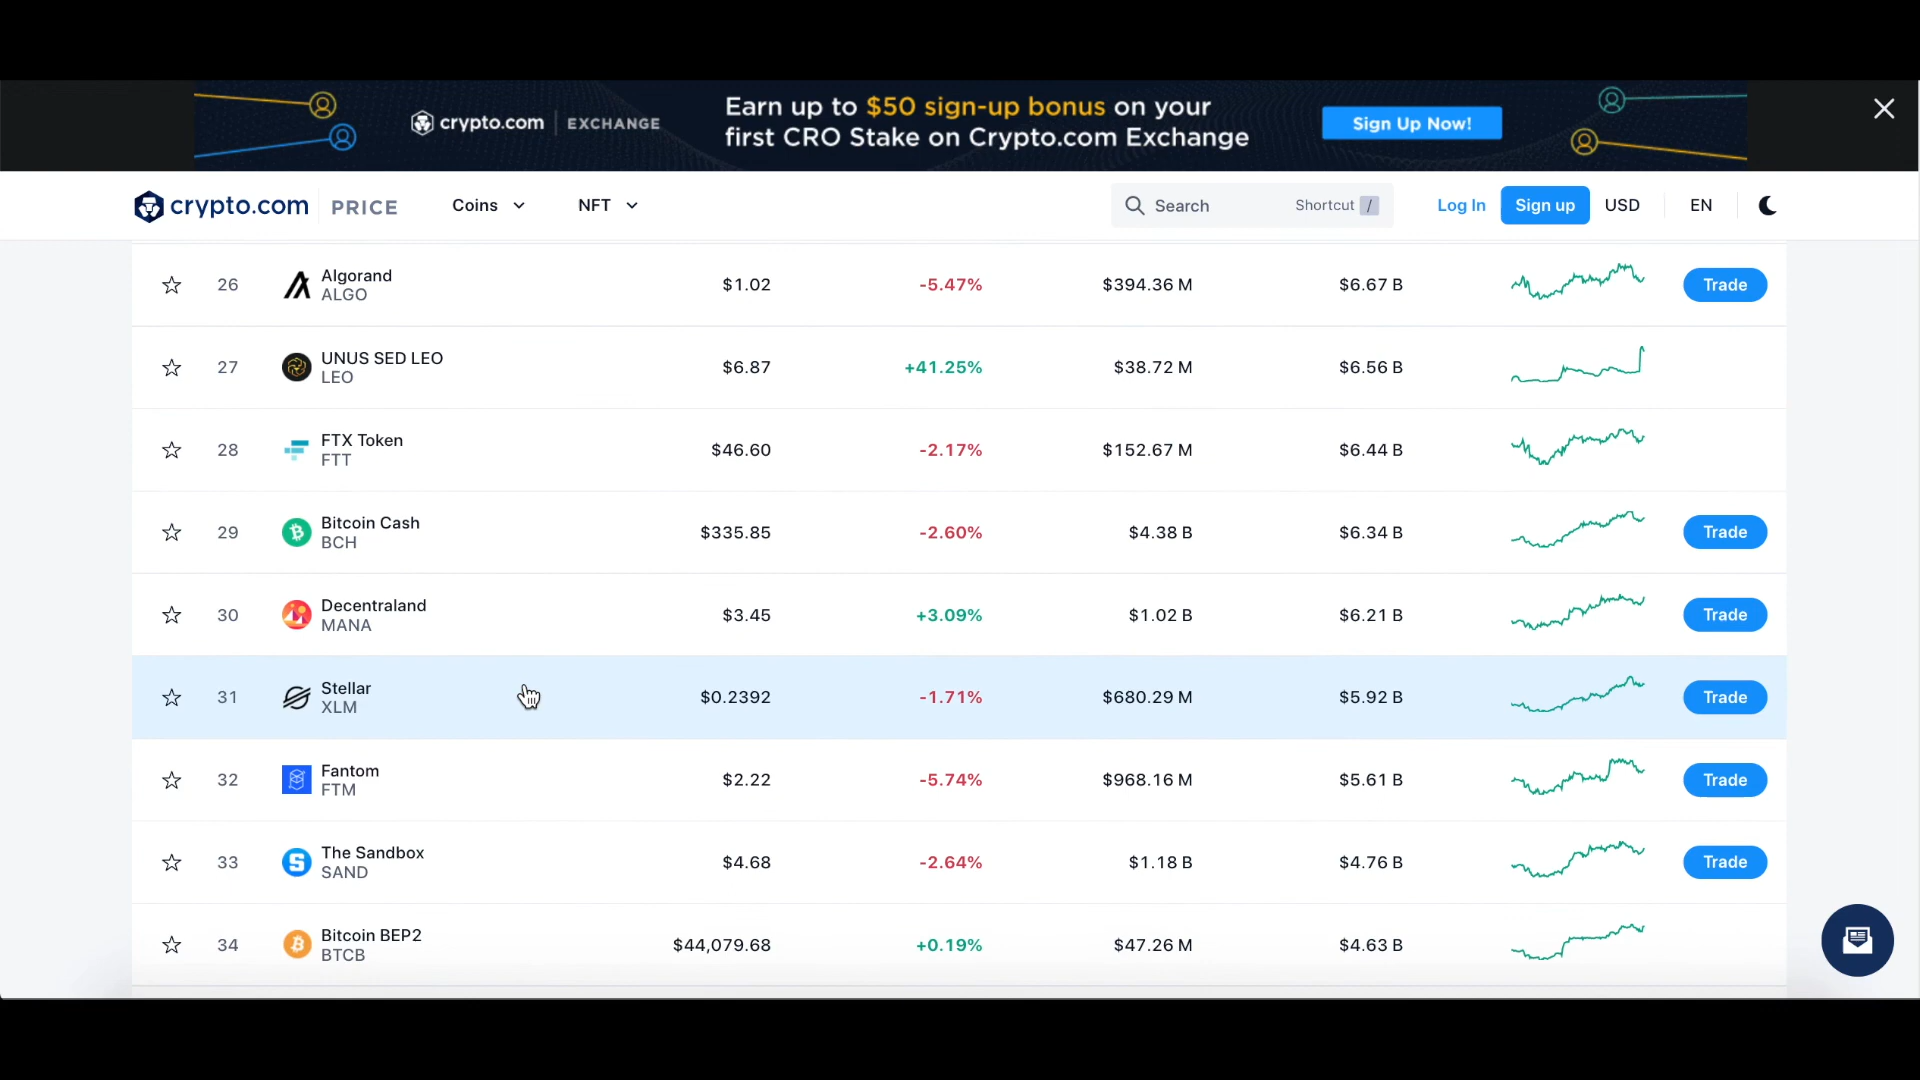 crypto.com EXCHANGE
Earn up to $50 sign-up bonus on your
first CRO Stake on Crypto.com Exchange
Sign Up Now!
crypto.com PRICE Coins NFT Search Shortcut / Log In Sign up USD EN
26 Algorand ALGO $1.02 -5.47% $394.36 M $6.67 B Trade
27 UNUS SED LEO LEO $6.87 +41.25% $38.72 M $6.56 B
28 FTX Token FTT $46.60 -2.17% $152.67 M $6.44 B
29 Bitcoin Cash BCH $335.85 -2.60% $4.38 B $6.34 B Trade
30 Decentraland MANA $3.45 +3.09% $1.02 B $6.21 B Trade
31 Stellar XLM $0.2392 -1.71% $680.29 M $5.92 B Trade
32 Fantom FTM $2.22 -5.74% $968.16 M $5.61 B Trade
33 The Sandbox SAND $4.68 -2.64% $1.18 B $4.76 B Trade
34 Bitcoin BEP2 BTCB $44,079.68 +0.19% $47.26 M $4.63 B